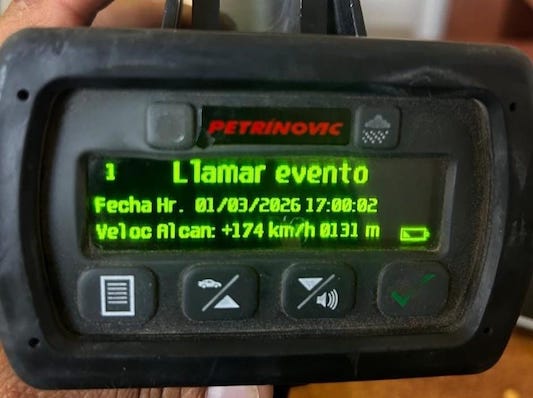 PETRINOVIC
1 Llamar evento
Fecha Hr. 01/03/2026 17:00:02
Veloc Alcan: +174 km/h 0131 m